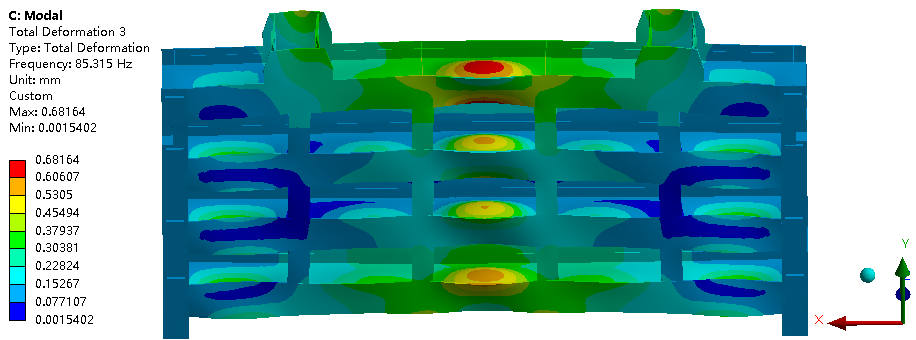 C: Modal
Total Deformation 3
Type: Total Deformation
Frequency: 85.315 Hz
Unit: mm
Custom
Max: 0.68164
Min: 0.0015402
0.68164
0.60607
0.5305
0.45494
0.37937
0.30381
0.22824
0.15267
0.077107
0.0015402
Y
X